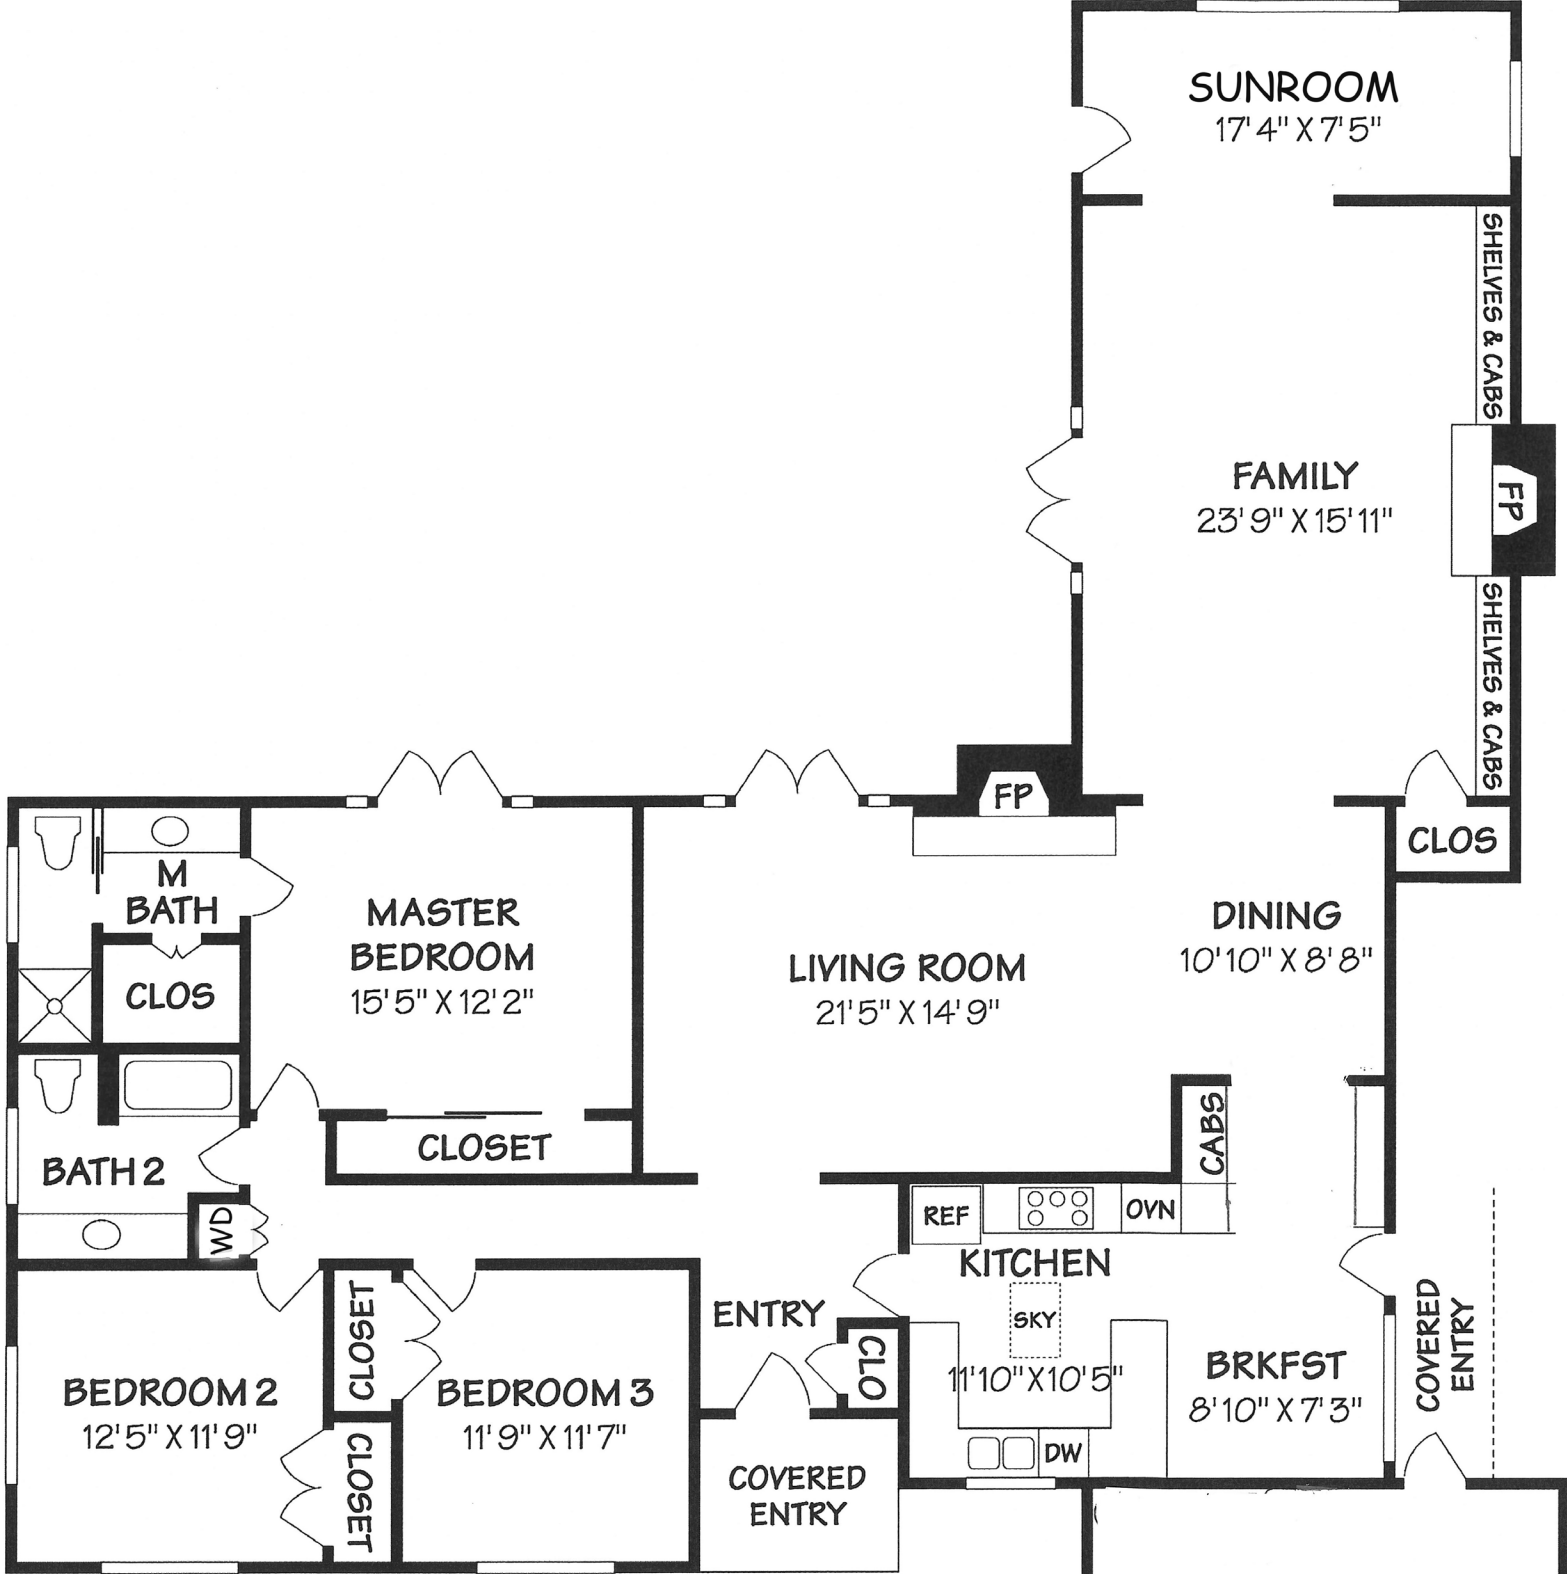 SUNROOM
17'4" X 7'5"
SHELVES & CABS
FAMILY
23'9" X 15'11"
FP
SHELVES & CABS
FP
CLOS
M
BATH
MASTER
BEDROOM
15'5" X 12'2"
CLOS
LIVING ROOM
21'5" X 14'9"
DINING
10'10" X 8'8"
CLOSET
BATH 2
WD
CABS
REF
OVN
KITCHEN
SKY
11'10" X 10'5"
ENTRY
CLO
BRKFST
8'10" X 7'3"
COVERED
ENTRY
BEDROOM 2
12'5" X 11'9"
CLOSET
CLOSET
BEDROOM 3
11'9" X 11'7"
COVERED
ENTRY
DW